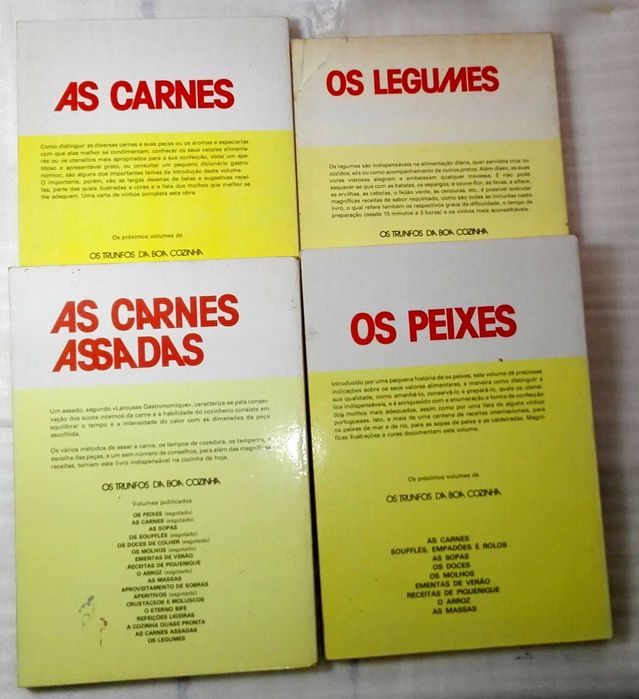 AS CARNES
Como distinguir as diversas carnes e suas peças ou os aromas e especiarias
com que elas melhor se condimentam, conhecer os seus valores alimenta-
res ou os utensílios mais apropriados para a sua confecção, obter um ape-
titoso e apresentável prato, ou consultar um pequeno dicionário gastro-
nómico, são alguns dos importantes temas de introdução deste volume.
O importante, porém, são as largas dezenas de belas e sugestivas recei-
tas, parte das quais ilustradas a cores e a lista dos molhos que melhor se
lhe adequam. Uma carta de vinhos completa esta obra.
Os próximos volumes de
OS TRUNFOS DA BOA COZINHA
OS LEGUMES
Os legumes são indispensáveis na alimentação diária, quer servidos crus ou
cozidos, sós ou como acompanhamento de outros pratos. Além disso, as suas
cores vistosas alegram e embelezam qualquer travessa. E não pode
esquecer-se que com as batatas, os espargos, a couve-flor, as favas, a alface,
as ervilhas, as cebolas, o feijão verde, as cenouras, etc., é possível executar
magníficas receitas de sabor requintado, como são todas as incluídas neste
livro, o qual refere também os respectivos graus de dificuldade, o tempo de
preparação (desde 15 minutos a 3 horas) e os vinhos mais aconselháveis.
OS TRUNFOS DA BOA COZINHA
AS CARNES
ASSADAS
Um assado, segundo «Larousse Gastronomique», caracteriza-se pela conser-
vação dos sucos internos da carne e a habilidade do cozinheiro consiste em
equilibrar o tempo e a intensidade do calor com as dimensões da peça
escolhida.
Os vários métodos de assar a carne, os tempos de cozedura, os temperos, a
escolha das peças, e um sem número de conselhos, para além das magníficas
receitas, tornam este livro indispensável na cozinha de hoje.
OS TRUNFOS DA BOA COZINHA
Volumes publicados
OS PEIXES (esgotado)
AS CARNES (esgotado)
AS SOPAS
OS SOUFFLÉS (esgotado)
OS DOCES DE COLHER (esgotado)
OS MOLHOS (esgotado)
EMENTAS DE VERÃO
RECEITAS DE PIQUENIQUE
O ARROZ (esgotado)
AS MASSAS
APROVEITAMENTO DE SOBRAS
APERITIVOS (esgotado)
CRUSTÁCEOS E MOLUSCOS
O ETERNO BIFE
REFEIÇÕES LIGEIRAS
A COZINHA QUASE PRONTA
AS CARNES ASSADAS
OS LEGUMES
OS PEIXES
Introduzido por uma pequena história de os peixes, este volume dá preciosas
indicações sobre os seus valores alimentares, a maneira como distinguir a
sua qualidade, como amanhá-lo, conservá-lo e prepará-lo, quais os utensí-
lios indispensáveis, e é enriquecido com a enumeração e forma de confecção
dos molhos mais adequados, assim como por uma lista de alguns vinhos
portugueses. Isto, e mais de uma centena de receitas internacionais, para
os peixes de mar e de rio, para as sopas de peixe e as caldeiradas. Magní-
ficas ilustrações a cores documentam este volume.
Os próximos volumes de
OS TRUNFOS DA BOA COZINHA
AS CARNES
SOUFFLÉS, EMPADÕES E ROLOS
AS SOPAS
OS DOCES
OS MOLHOS
EMENTAS DE VERÃO
RECEITAS DE PIQUENIQUE
O ARROZ
AS MASSAS